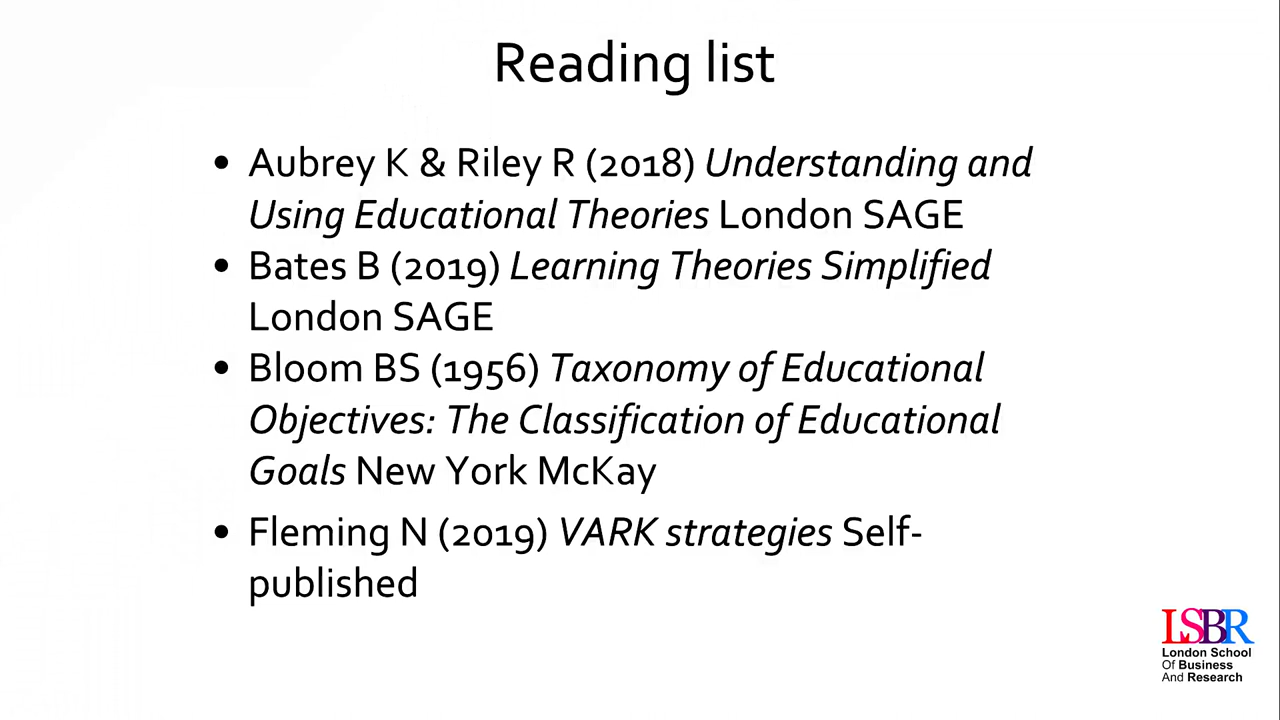 Reading list
• Aubrey K & Riley R (2018) Understanding and
Using Educational Theories London SAGE
• Bates B (2019) Learning Theories Simplified
London SAGE
• Bloom BS (1956) Taxonomy of Educational
Objectives: The Classification of Educational
Goals New York McKay
• Fleming N (2019) VARK strategies Self-
published
LSBR
London School
Of Business
And Research